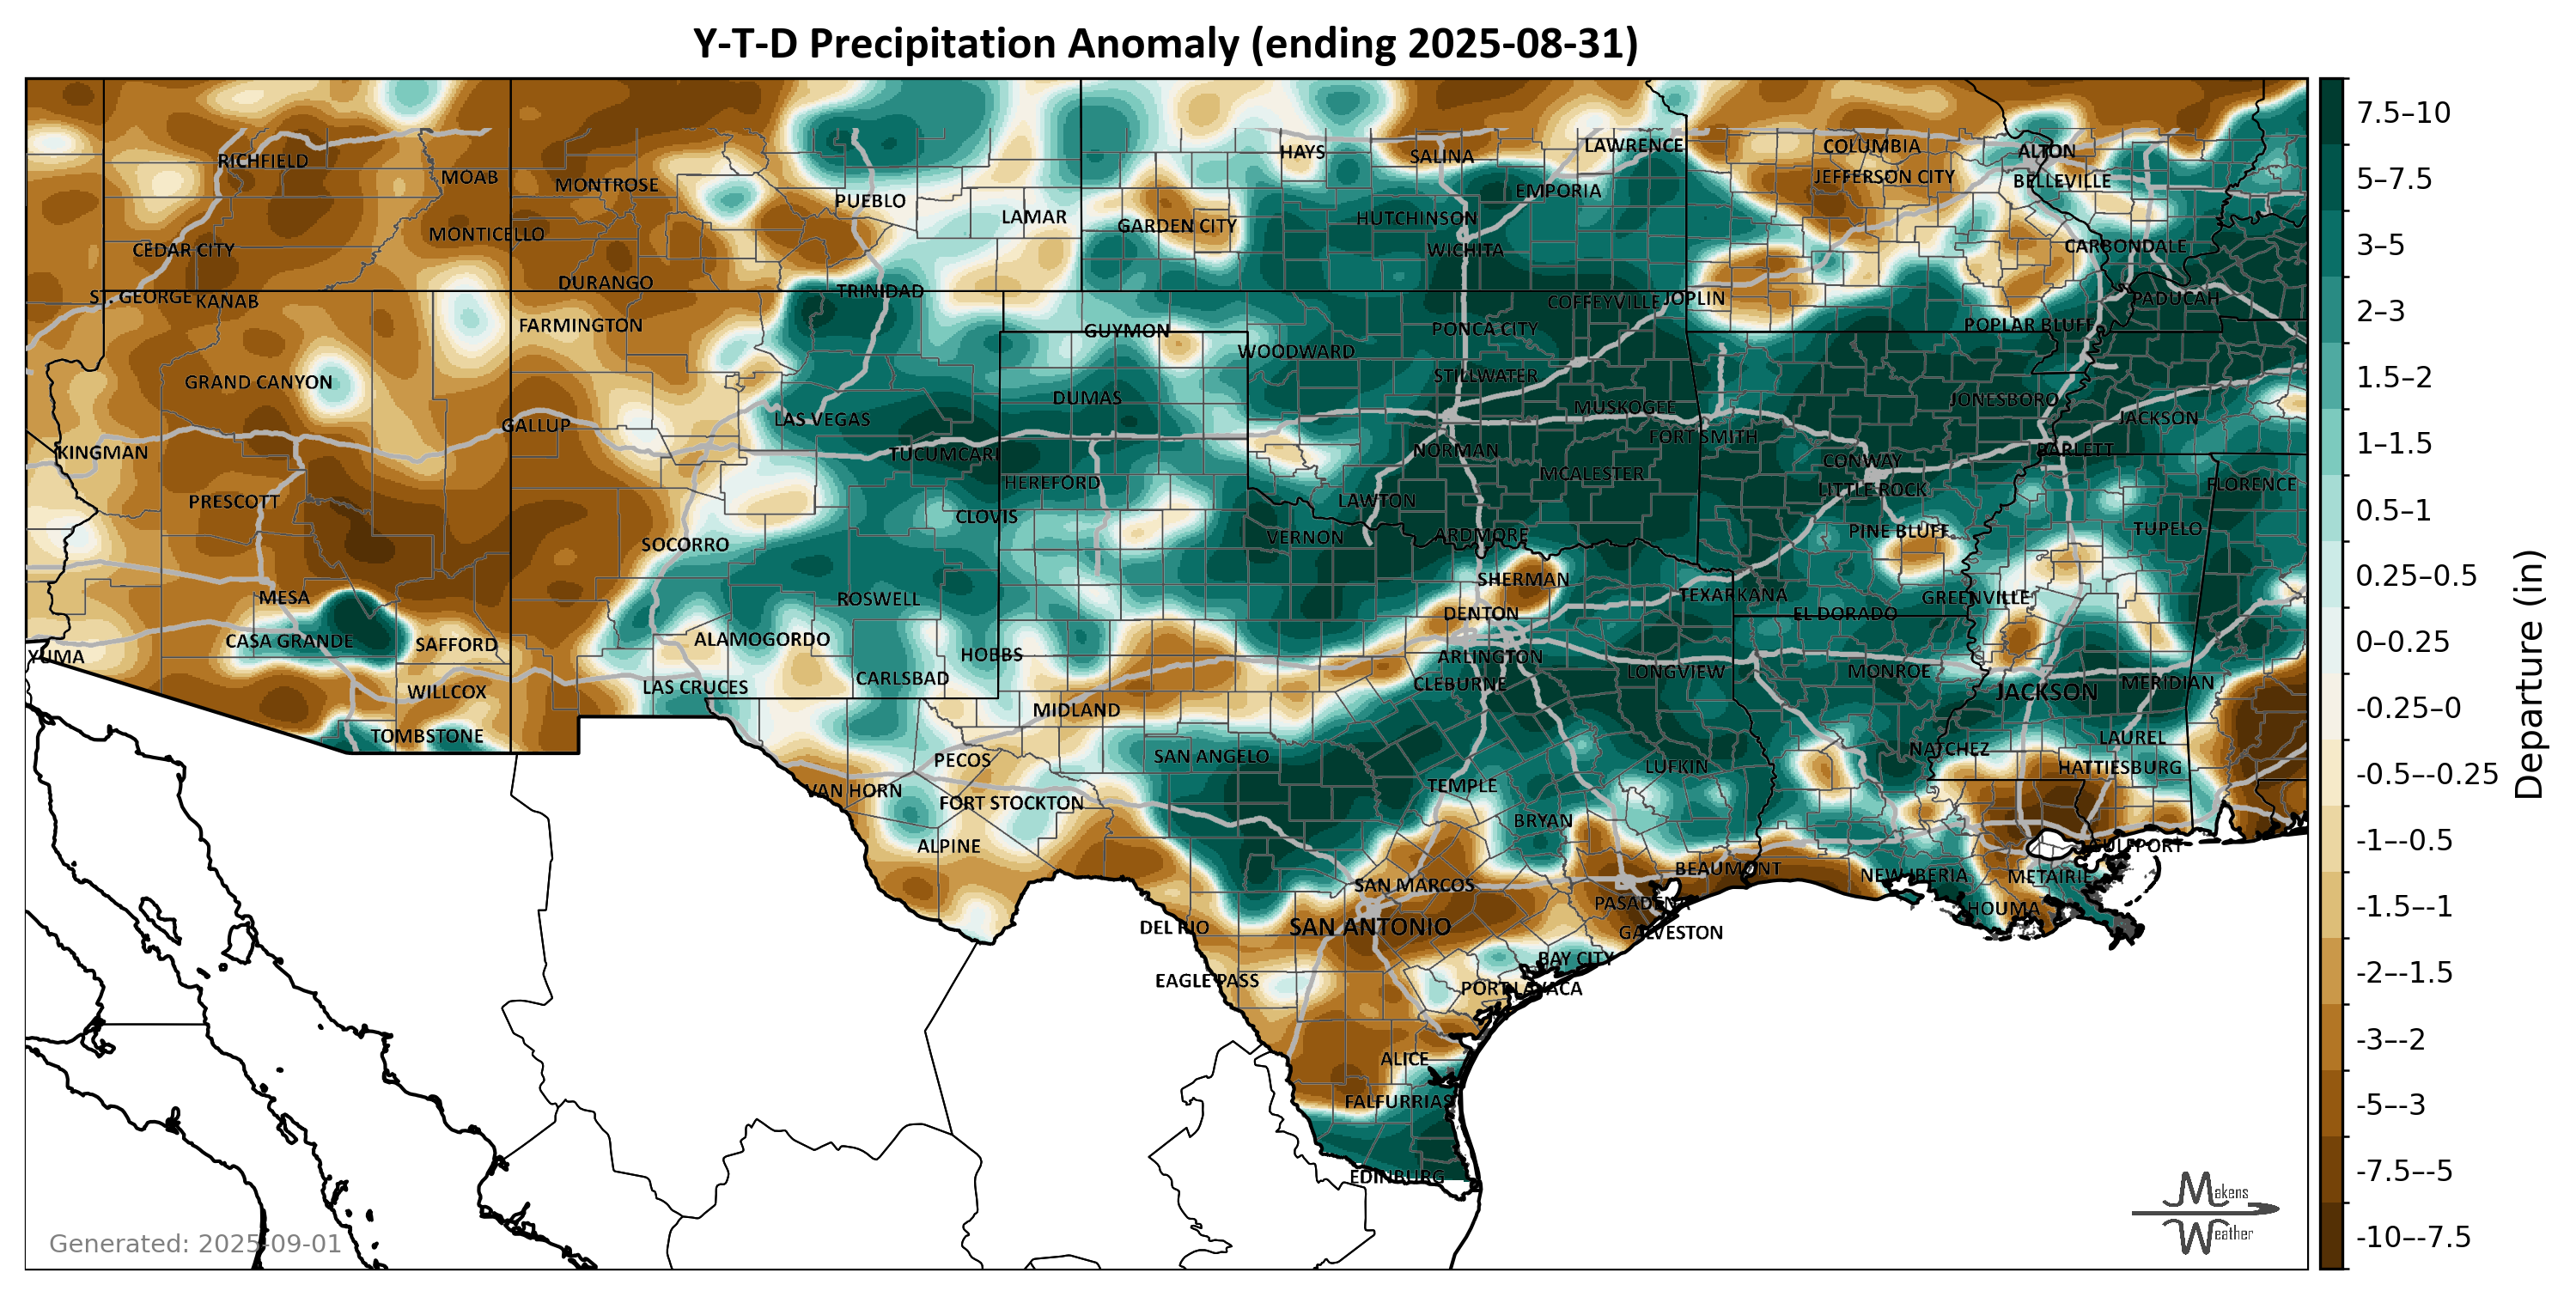 Y-T-D Precipitation Anomaly (ending 2025-08-31)
HAYS
SALINA
LAWRENCE
COLUMBIA
ALTON
RICHFIELD
MOAB
MONTROSE
PUEBLO
LAMAR
GARDEN CITY
HUTCHINSON
EMPORIA
JEFFERSON CITY
BELLEVILLE
CEDAR CITY
MONTICELLO
WICHITA
CARBONDALE
DURANGO
TRINIDAD
ST. GEORGE
KANAB
COFFEYVILLE
JOPLIN
PADUCAH
FARMINGTON
GUYMON
PONCA CITY
POPLAR BLUFF
WOODWARD
GRAND CANYON
DUMAS
STILLWATER
MUSKOGEE
JONESBORO
GALLUP
LAS VEGAS
FORT SMITH
JACKSON
KINGMAN
TUCUMCARI
NORMAN
CONWAY
BARLETT
PRESCOTT
HEREFORD
MCALESTER
LITTLE ROCK
FLORENCE
CLOVIS
LAWTON
SOCORRO
VERNON
ARDMORE
PINE BLUFF
TUPELO
MESA
ROSWELL
SHERMAN
TEXARKANA
GREENVILLE
CASA GRANDE
SAFFORD
ALAMOGORDO
DENTON
EL DORADO
YUMA
HOBBS
ARLINGTON
WILLCOX
LAS CRUCES
CARLSBAD
CLEBURNE
LONGVIEW
MONROE
JACKSON
MERIDIAN
TOMBSTONE
MIDLAND
PECOS
SAN ANGELO
NATCHEZ
LAUREL
VAN HORN
FORT STOCKTON
TEMPLE
LUFKIN
HATTIESBURG
ALPINE
BRYAN
GULFPORT
SAN MARCOS
BEAUMONT
NEW IBERIA
METAIRIE
DEL RIO
SAN ANTONIO
PASADENA
GALVESTON
HOUMA
EAGLE PASS
BAY CITY
PORT LAVACA
ALICE
FALFURRIAS
EDINBURG
7.5–10
5–7.5
3–5
2–3
1.5–2
1–1.5
0.5–1
0.25–0.5
0–0.25
-0.25–0
-0.5–-0.25
-1–-0.5
-1.5–-1
-2–-1.5
-3–-2
-5–-3
-7.5–-5
-10–-7.5
Departure (in)
Makens
Weather
Generated: 2025-09-01